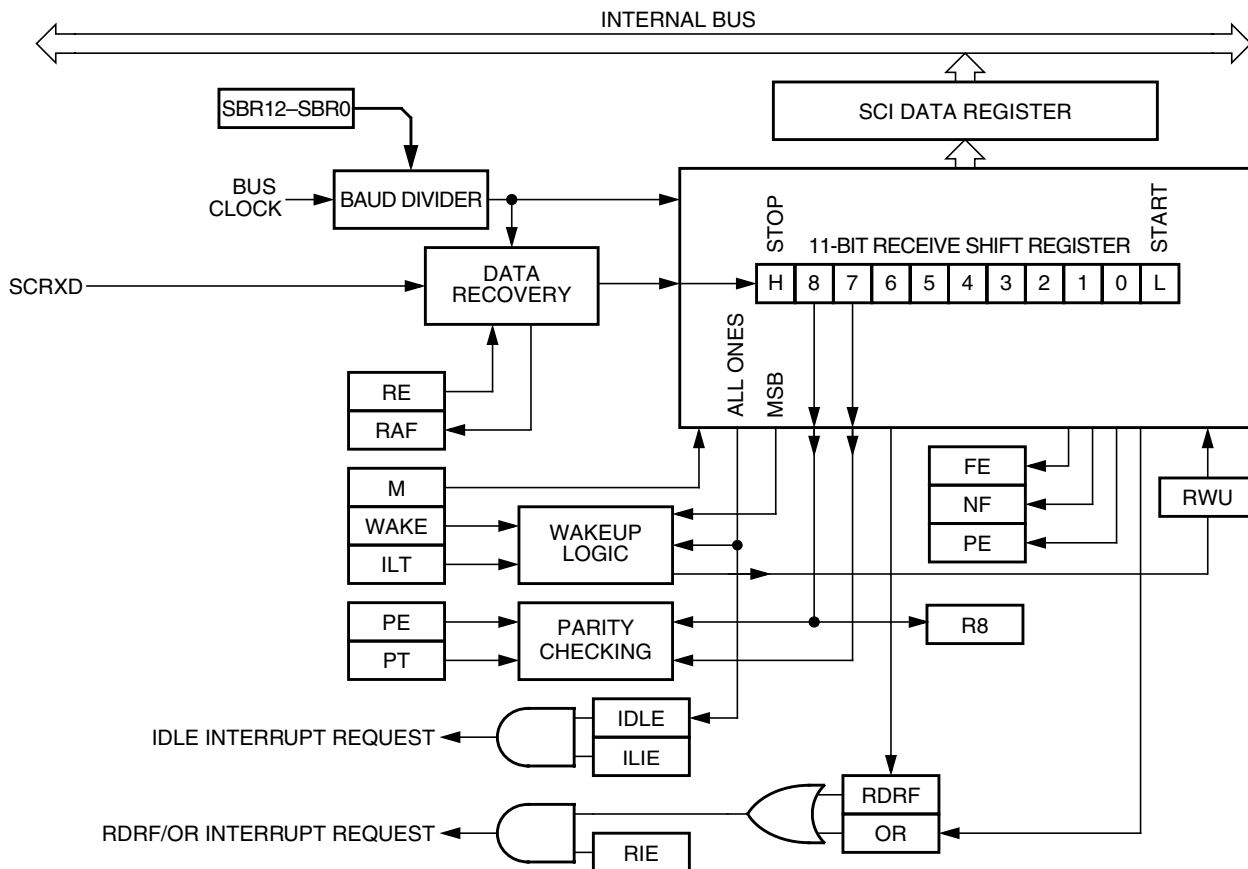 INTERNAL BUS
SBR12–SBR0
SCI DATA REGISTER
BUS
CLOCK
BAUD DIVIDER
STOP
START
11-BIT RECEIVE SHIFT REGISTER
SCRXD
DATA
RECOVERY
H 8 7 6 5 4 3 2 1 0 L
ALL ONES
MSB
RE
RAF
M
WAKE
ILT
WAKEUP
LOGIC
FE
NF
PE
RWU
PE
PT
PARITY
CHECKING
R8
IDLE INTERRUPT REQUEST
IDLE
ILIE
RDRF
OR
RDRF/OR INTERRUPT REQUEST
RIE